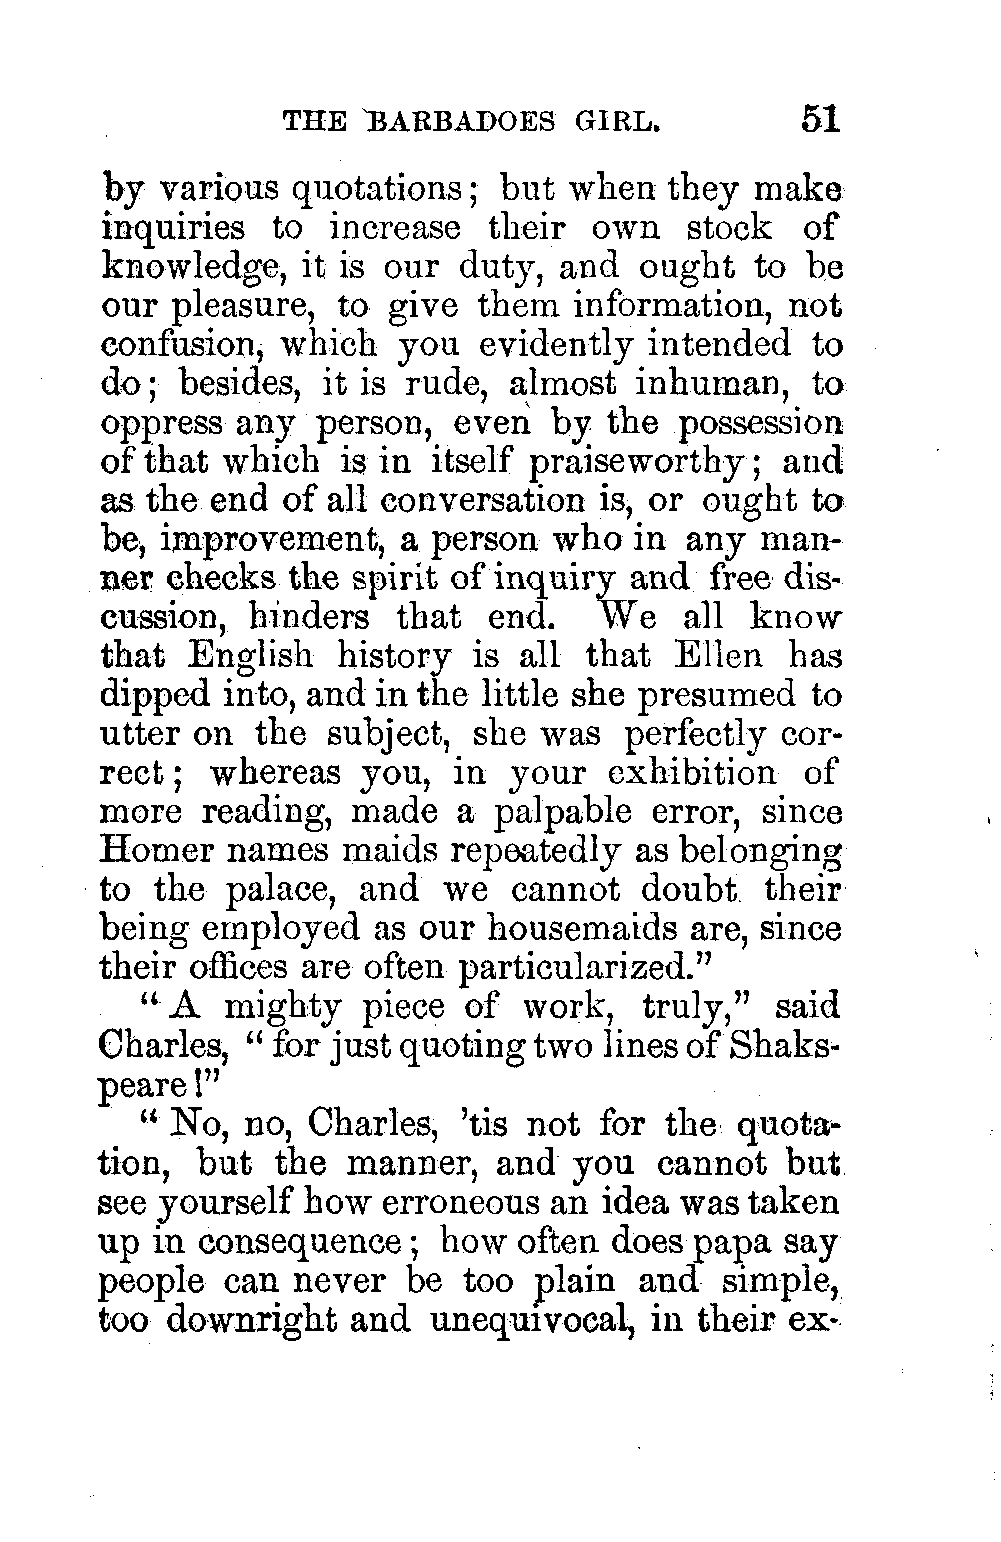 THE BARBADOES GIRL. 51
by various quotations; but when they make
inquiries to increase their own stock of
knowledge, it is our duty, and ought to be
our pleasure, to give them information, not
confusion, which you evidently intended to
do; besides, it is rude, almost inhuman, to
oppress any person, even by the possession
of that which is in itself praiseworthy; and
as the end of all conversation is, or ought to
be, improvement, a person who in any man-
ner checks the spirit of inquiry and free dis-
cussion, hinders that end. We all know
that English history is all that Ellen has
dipped into, and in the little she presumed to
utter on the subject, she was perfectly cor-
rect; whereas you, in your exhibition of
more reading, made a palpable error, since
Homer names maids repeatedly as belonging
to the palace, and we cannot doubt their
being employed as our housemaids are, since
their offices are often particularized."
"A mighty piece of work, truly," said
Charles, "for just quoting two lines of Shaks-
peare!"
"No, no, Charles, 'tis not for the quota-
tion, but the manner, and you cannot but
see yourself how erroneous an idea was taken
up in consequence; how often does papa say
people can never be too plain and simple,
too downright and unequivocal, in their ex-